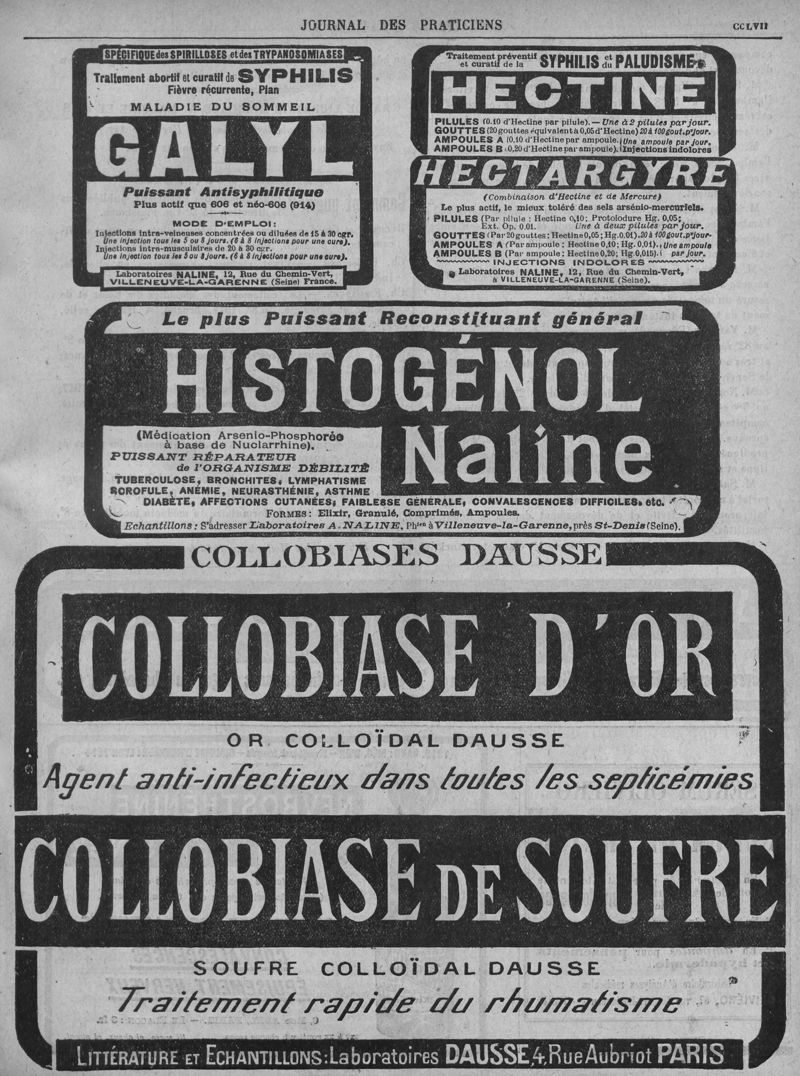 JOURNAL DES PRATICIENS
CCLVII
SPÉCIFIQUE des SPIRILLOSES et des TRYPANOSOMIASES
Traitement abortif et curatif de SYPHILIS
Fièvre récurrente, Pian
MALADIE DU SOMMEIL
GALYL
Puissant Antisyphilitique
Plus actif que 606 et néo-606 (914)
MODE D'EMPLOI:
Injections intra-veineuses concentrées ou diluées de 15 à 30 cgr.
Une injection tous les 5 ou 8 jours. (6 à 8 injections pour une cure).
Injections intra-musculaires de 20 à 30 cgr.
Une injection tous les 5 ou 8 jours. (6 à 8 injections pour une cure).
Laboratoires NALINE, 12, Rue du Chemin-Vert,
VILLENEUVE-LA-GARENNE (Seine) France.
Traitement préventif et curatif de la SYPHILIS et du PALUDISME
HECTINE
PILULES (0.10 d'Hectine par pilule). — Une à 2 pilules par jour.
GOUTTES (20 gouttes équivalent à 0,05 d'Hectine) 20 à 100 gout. p' jour.
AMPOULES A (0.10 d'Hectine par ampoule). Une ampoule par jour.
AMPOULES B (0,20 d'Hectine par ampoule). Injections indolores
HECTARGYRE
(Combinaison d'Hectine et de Mercure)
Le plus actif, le mieux toléré des sels arsénio-mercuriels.
PILULES (Par pilule : Hectine 0,10; Protoiodure Hg. 0,05;
Ext. Op. 0.01. Une à deux pilules par jour.
GOUTTES (Par 20 gouttes: Hectine 0,05; Hg. 0.01). 20 à 100 gout. p' jour.
AMPOULES A (Par ampoule: Hectine 0,10; Hg. 0,01). Une ampoule
AMPOULES B (Par ampoule: Hectine 0,20; Hg. 0,015). par jour.
INJECTIONS INDOLORES
Laboratoires NALINE, 12, Rue du Chemin-Vert,
à VILLENEUVE-LA-GARENNE (Seine).
Le plus Puissant Reconstituant général
HISTOGÉNOL
Naline
(Médication Arsenio-Phosphorée
à base de Nuclarrhine).
PUISSANT RÉPARATEUR
de l'ORGANISME DÉBILITÉ
TUBERCULOSE, BRONCHITES, LYMPHATISME
SCROFULE, ANÉMIE, NEURASTHÉNIE, ASTHME
DIABÈTE, AFFECTIONS CUTANÉES, FAIBLESSE GÉNÉRALE, CONVALESCENCES DIFFICILES, etc.
FORMES: Elixir, Granulé, Comprimés, Ampoules.
Echantillons: S'adresser Laboratoires A. NALINE, Phien à Villeneuve-la-Garenne, près St-Denis (Seine).
COLLOBIASES DAUSSE
COLLOBIASE D'OR
OR COLLOÏDAL DAUSSE
Agent anti-infectieux dans toutes les septicémies
COLLOBIASE DE SOUFRE
SOUFRE COLLOÏDAL DAUSSE
Traitement rapide du rhumatisme
LITTÉRATURE ET ECHANTILLONS: Laboratoires DAUSSE, 4, Rue Aubriot PARIS